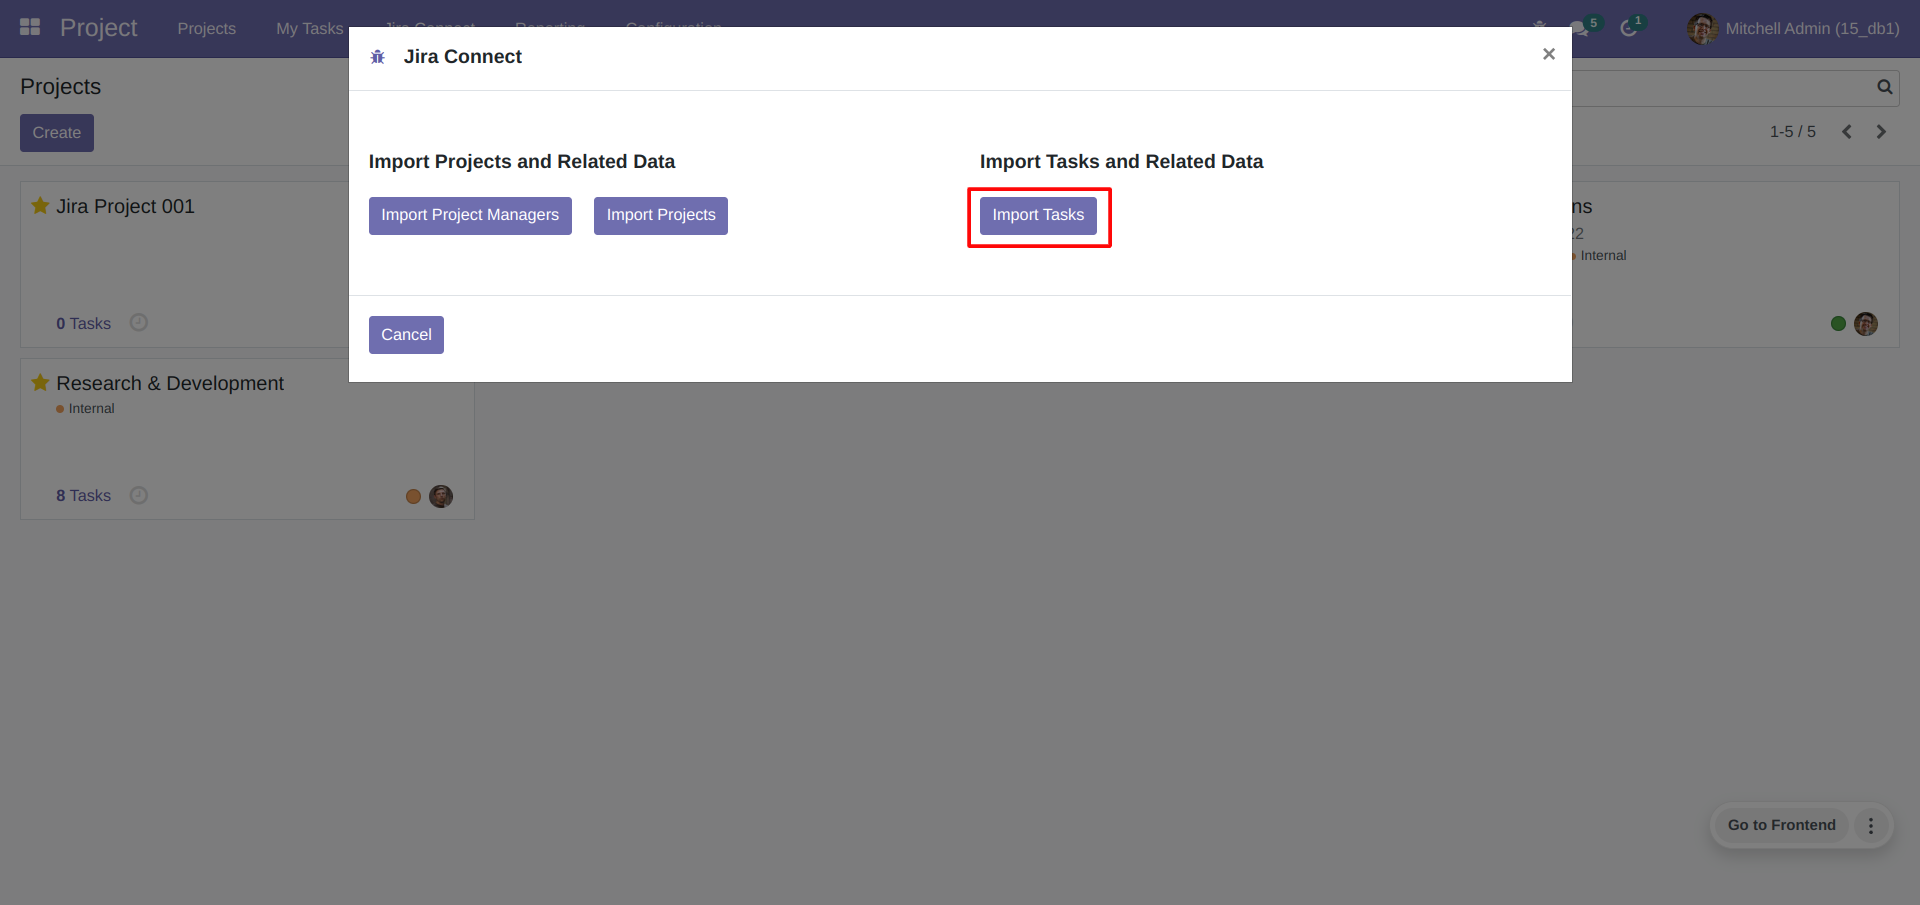 Project Projects My Tasks 5 1 Mitchell Admin (15_db1)
Jira Connect ×
Projects
Create
1-5 / 5
Import Projects and Related Data Import Tasks and Related Data
Import Project Managers Import Projects Import Tasks
Cancel
Jira Project 001
0 Tasks
ns
22
Internal
Research & Development
Internal
8 Tasks
Go to Frontend